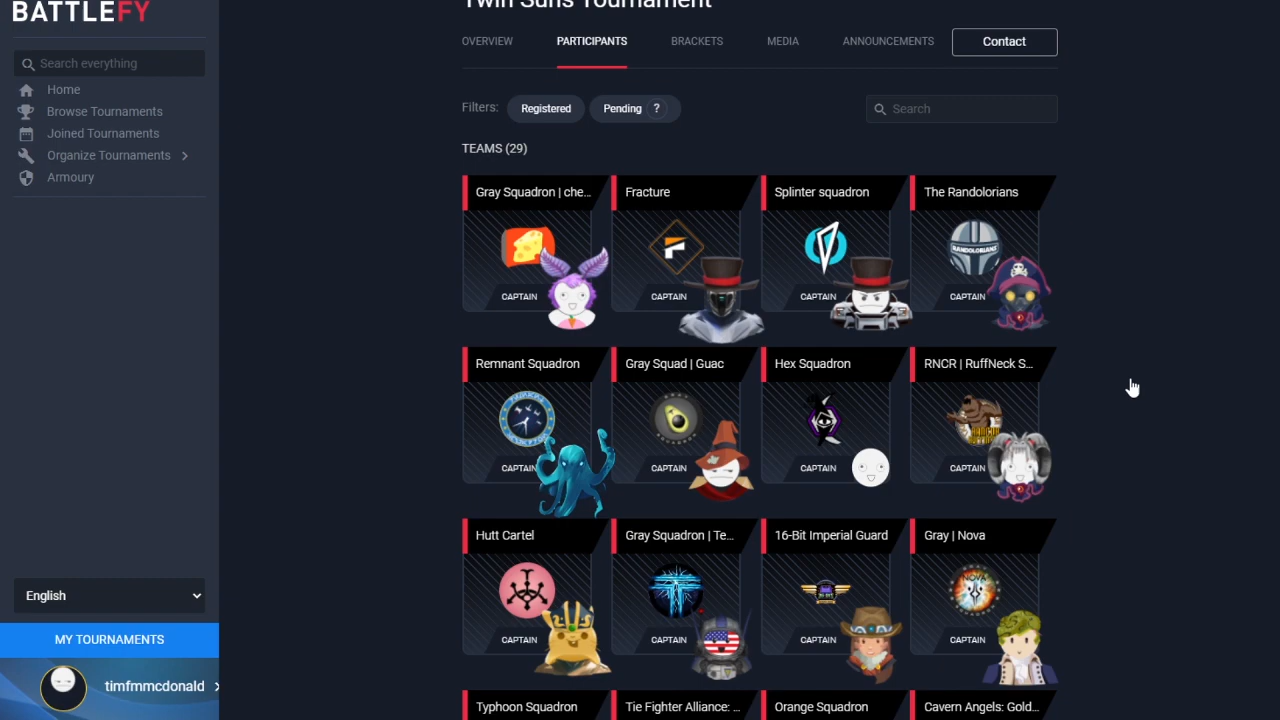 BATTLEFY
Search everything
Home
Browse Tournaments
Joined Tournaments
Organize Tournaments
Armoury
English
MY TOURNAMENTS
timfmmcdonald
Twin Suns Tournament
OVERVIEW PARTICIPANTS BRACKETS MEDIA ANNOUNCEMENTS Contact
Filters: Registered Pending ? Search
TEAMS (29)
Gray Squadron | che... Fracture Splinter squadron The Randolorians
RANDOLORIANS
CAPTAIN CAPTAIN CAPTAIN CAPTAIN
Remnant Squadron Gray Squad | Guac Hex Squadron RNCR | RuffNeck S...
CAPTAIN CAPTAIN CAPTAIN CAPTAIN
Hutt Cartel Gray Squadron | Te... 16-Bit Imperial Guard Gray | Nova
NOVA
CAPTAIN CAPTAIN CAPTAIN CAPTAIN
Typhoon Squadron Tie Fighter Alliance: ... Orange Squadron Cavern Angels: Gold...